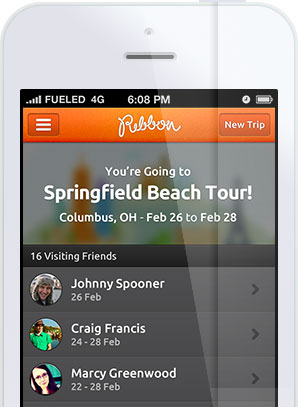 FUELED 4G 6:08 PM
Ribbon New Trip
You're Going to
Springfield Beach Tour!
Columbus, OH - Feb 26 to Feb 28
16 Visiting Friends
Johnny Spooner
26 Feb
Craig Francis
24 - 28 Feb
Marcy Greenwood
22 - 28 Feb